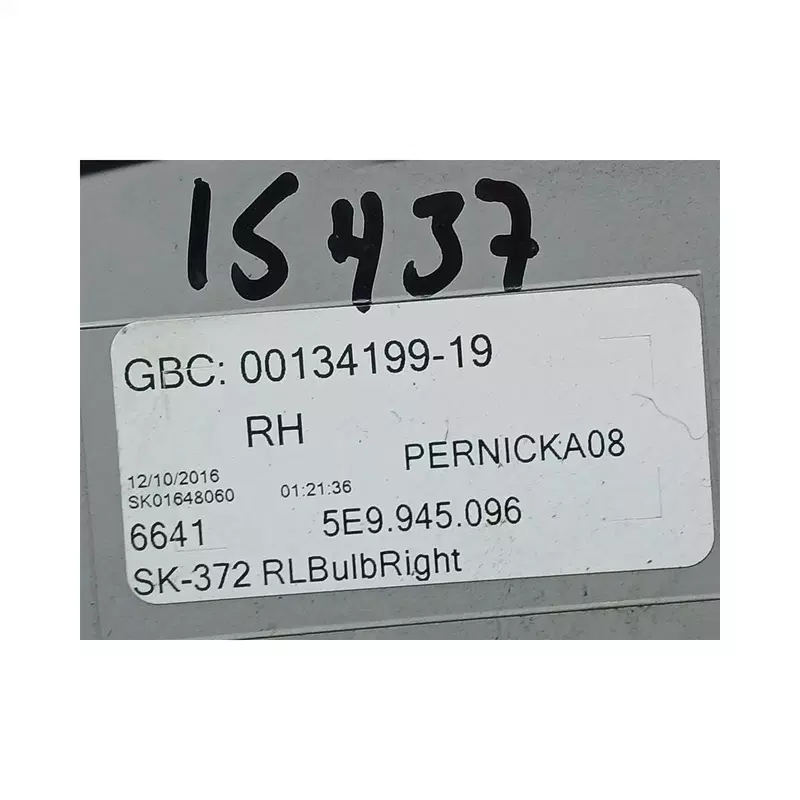 15437
GBC: 00134199-19
RH
PERNICKA08
12/10/2016
SK01648060 01:21:36
6641 5E9.945.096
SK-372 RLBulbRight